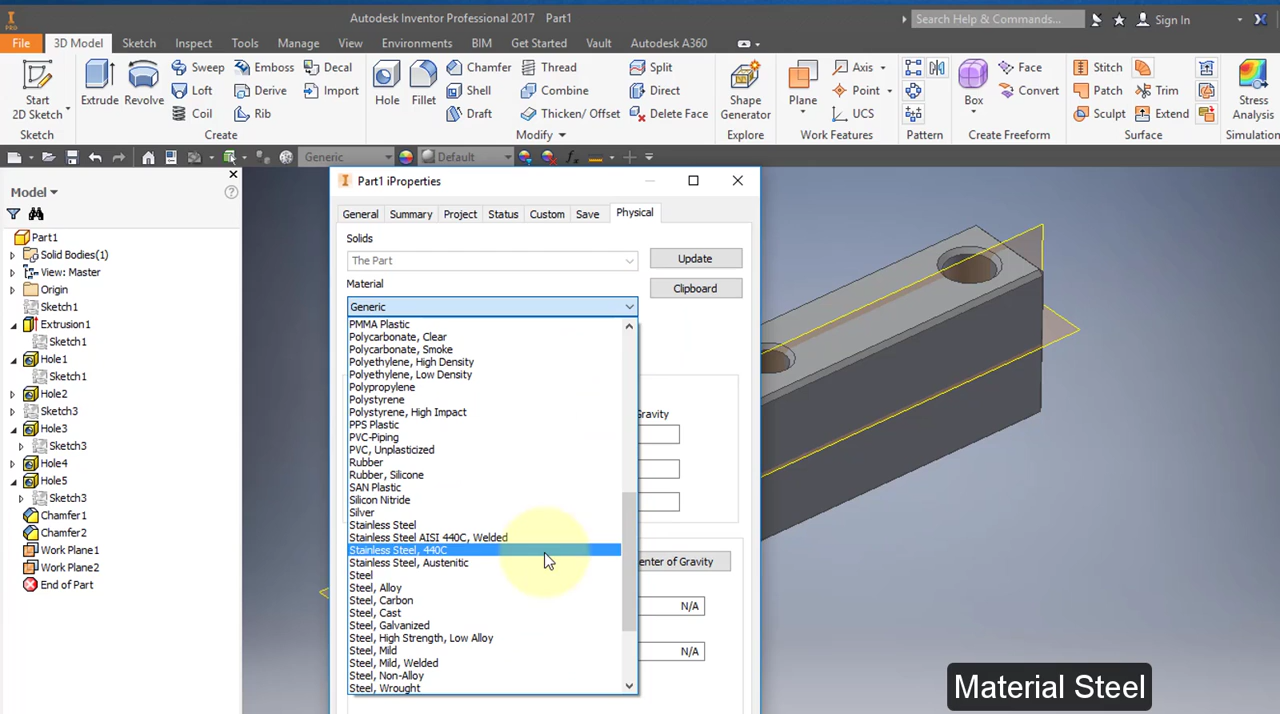 Autodesk Inventor Professional 2017 Part1
Search Help & Commands...
Sign In
PRO
File 3D Model Sketch Inspect Tools Manage View Environments BIM Get Started Vault Autodesk A360
Start
2D Sketch
Sketch
Extrude
Revolve
Sweep
Loft
Coil
Emboss
Derive
Rib
Decal
Import
Create
Hole
Fillet
Chamfer
Shell
Draft
Thread
Combine
Thicken/ Offset
Split
Direct
Delete Face
Modify
Shape
Generator
Explore
Plane
Axis
Point
UCS
Work Features
Pattern
Box
Face
Convert
Create Freeform
Stitch
Patch
Sculpt
Trim
Extend
Surface
Stress
Analysis
Simulation
Generic
Default
Model
Part1
Solid Bodies(1)
View: Master
Origin
Sketch1
Extrusion1
Sketch1
Hole1
Sketch1
Hole2
Sketch3
Hole3
Sketch3
Hole4
Hole5
Sketch3
Chamfer1
Chamfer2
Work Plane1
Work Plane2
End of Part
Part1 iProperties
General Summary Project Status Custom Save Physical
Solids
The Part
Update
Material
Clipboard
Generic
PMMA Plastic
Polycarbonate, Clear
Polycarbonate, Smoke
Polyethylene, High Density
Polyethylene, Low Density
Polypropylene
Polystyrene
Polystyrene, High Impact
PPS Plastic
PVC-Piping
PVC, Unplasticized
Rubber
Rubber, Silicone
SAN Plastic
Silicon Nitride
Silver
Stainless Steel
Stainless Steel AISI 440C, Welded
Stainless Steel, 440C
Stainless Steel, Austenitic
Steel
Steel, Alloy
Steel, Carbon
Steel, Cast
Steel, Galvanized
Steel, High Strength, Low Alloy
Steel, Mild
Steel, Mild, Welded
Steel, Non-Alloy
Steel, Wrought
Gravity
enter of Gravity
N/A
N/A
Material Steel